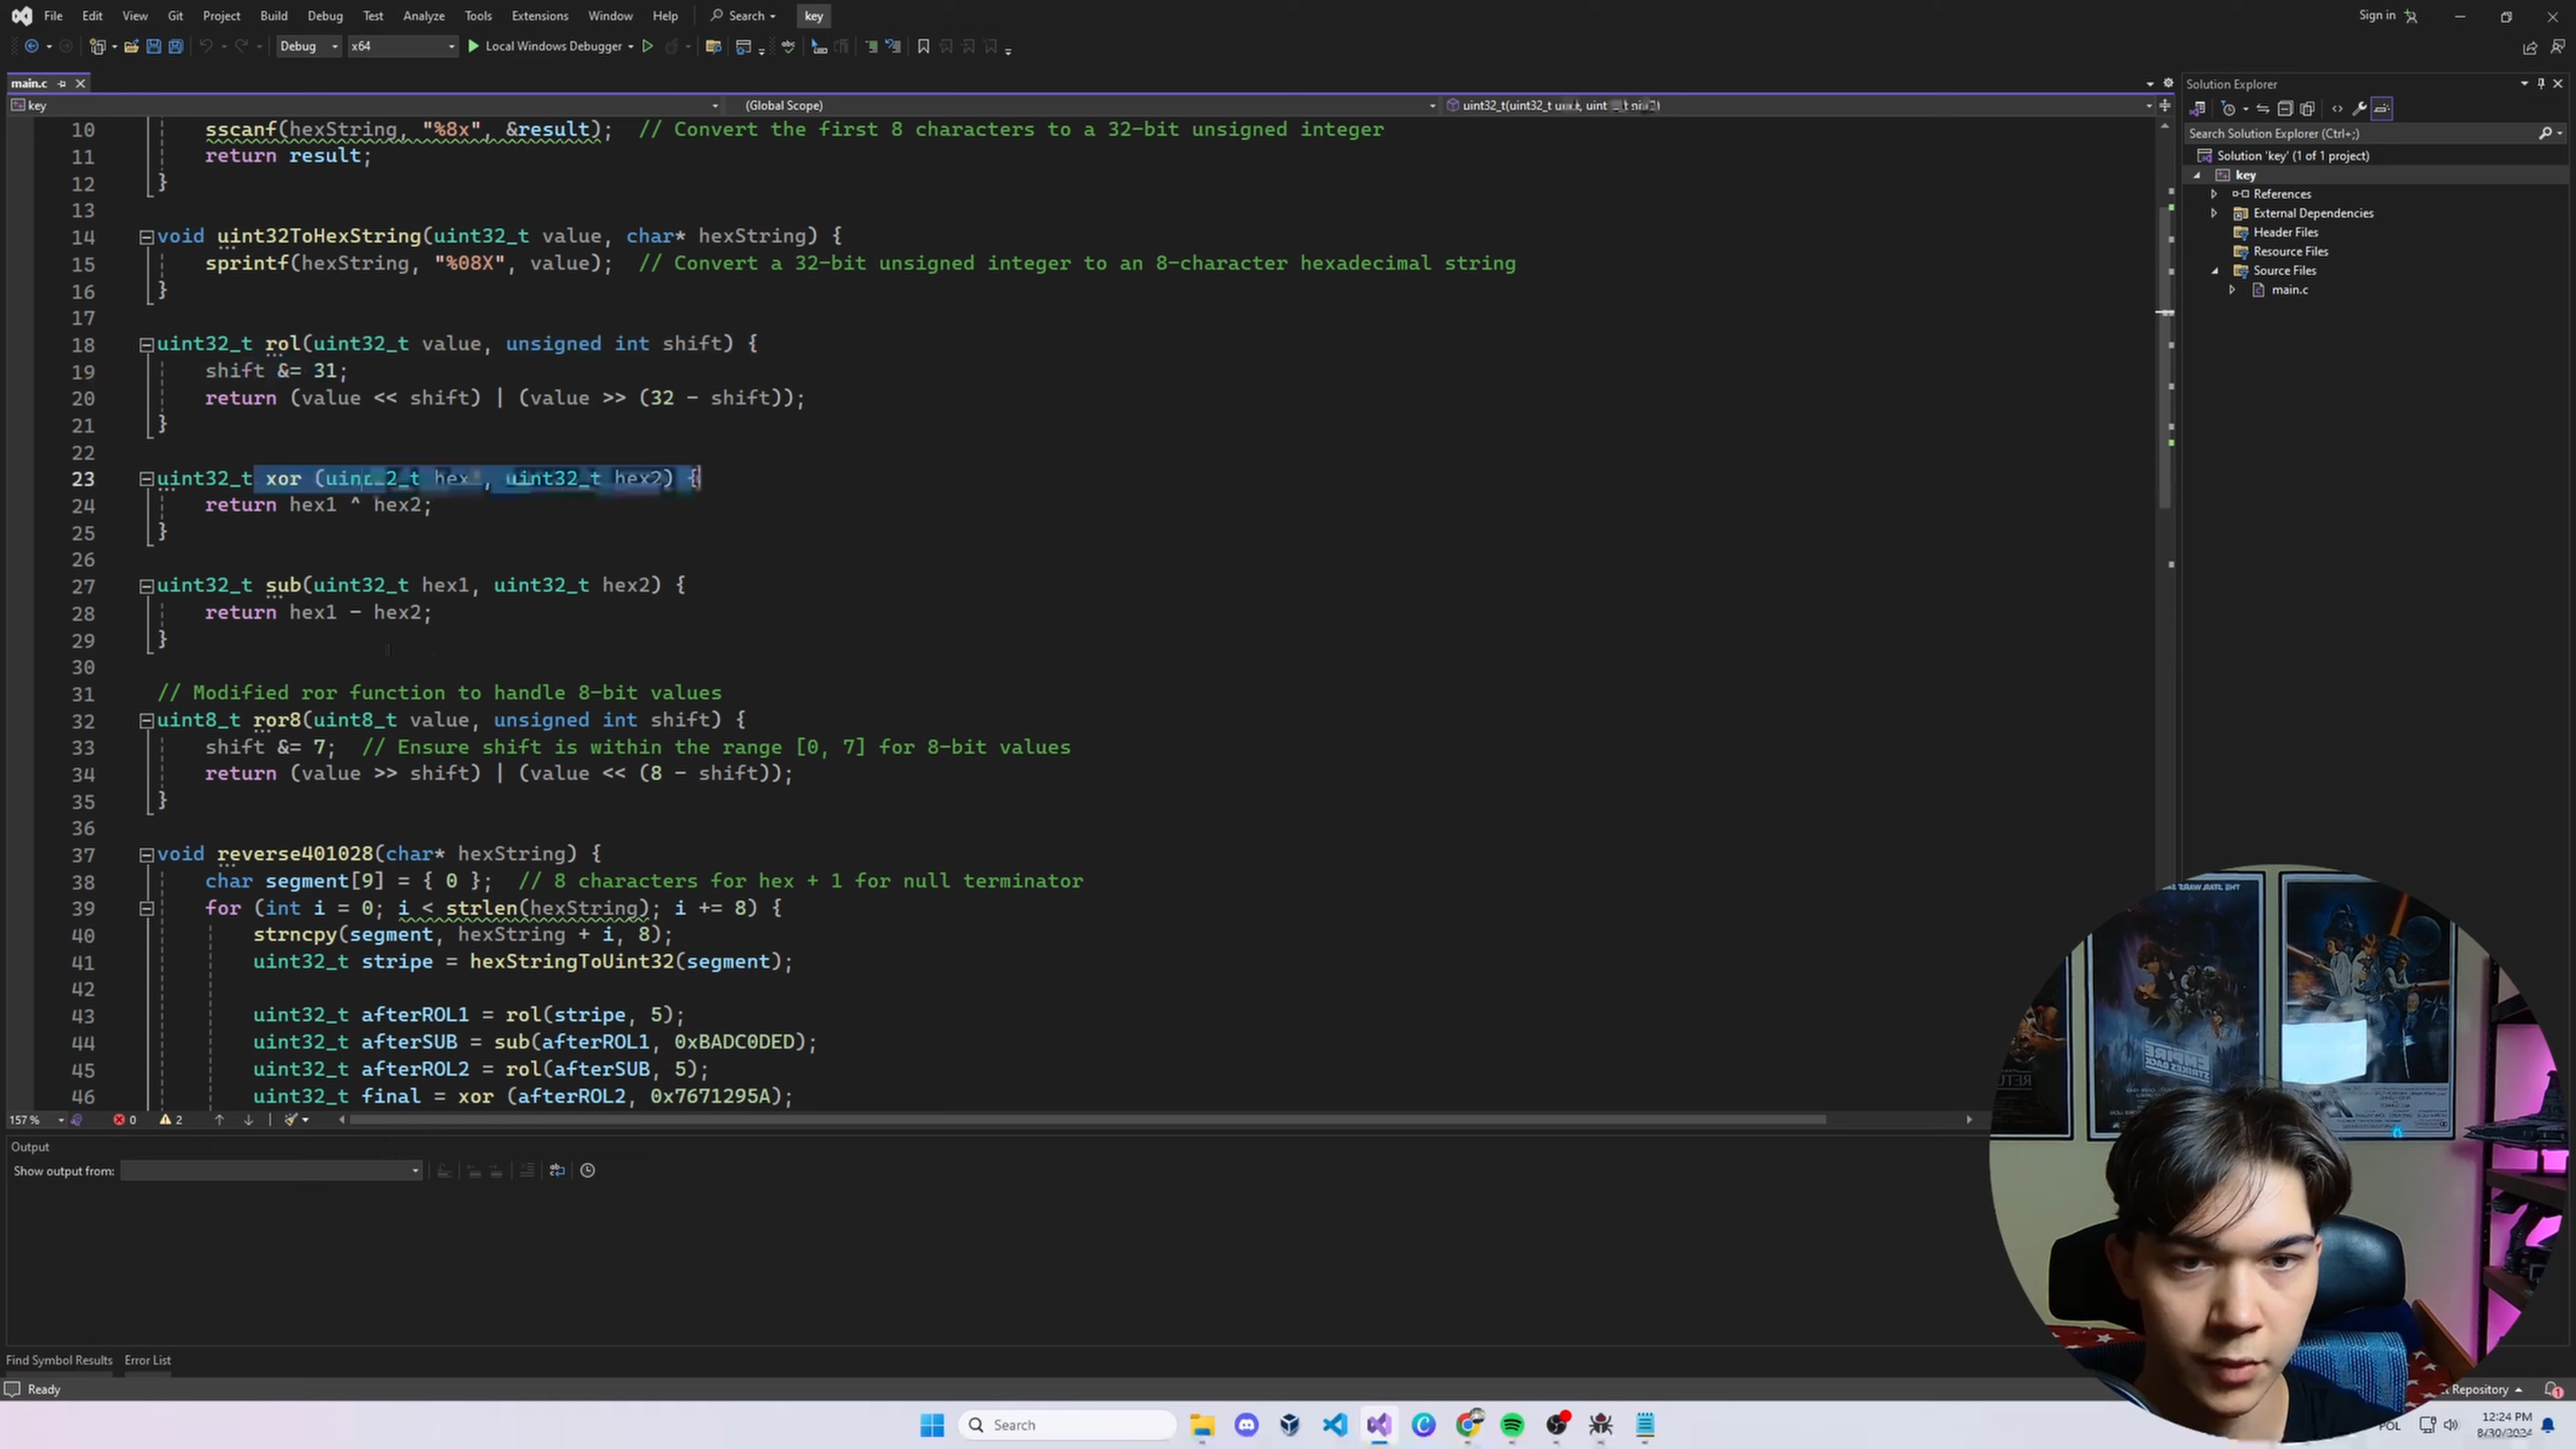 File Edit View Git Project Build Debug Test Analyze Tools Extensions Window Help Search key Sign in
Debug x64 Local Windows Debugger
main.c
key (Global Scope)
10 sscanf(hexString, "%8x", &result); // Convert the first 8 characters to a 32-bit unsigned integer
11 return result;
12 }
13
14 void uint32ToHexString(uint32_t value, char* hexString) {
15 sprintf(hexString, "%08X", value); // Convert a 32-bit unsigned integer to an 8-character hexadecimal string
16 }
17
18 uint32_t rol(uint32_t value, unsigned int shift) {
19 shift &= 31;
20 return (value << shift) | (value >> (32 - shift));
21 }
22
23 uint32_t xor (uint32_t hex1, uint32_t hex2) {
24 return hex1 ^ hex2;
25 }
26
27 uint32_t sub(uint32_t hex1, uint32_t hex2) {
28 return hex1 - hex2;
29 }
30
31 // Modified ror function to handle 8-bit values
32 uint8_t ror8(uint8_t value, unsigned int shift) {
33 shift &= 7; // Ensure shift is within the range [0, 7] for 8-bit values
34 return (value >> shift) | (value << (8 - shift));
35 }
36
37 void reverse401028(char* hexString) {
38 char segment[9] = { 0 }; // 8 characters for hex + 1 for null terminator
39 for (int i = 0; i < strlen(hexString); i += 8) {
40 strncpy(segment, hexString + i, 8);
41 uint32_t stripe = hexStringToUint32(segment);
42
43 uint32_t afterROL1 = rol(stripe, 5);
44 uint32_t afterSUB = sub(afterROL1, 0xBADC0DED);
45 uint32_t afterROL2 = rol(afterSUB, 5);
46 uint32_t final = xor (afterROL2, 0x7671295A);
157 % 0 2
Output
Show output from:
Find Symbol Results Error List
Ready
Solution Explorer
Search Solution Explorer (Ctrl+;)
Solution 'key' (1 of 1 project)
key
References
External Dependencies
Header Files
Resource Files
Source Files
main.c
EMPIRE
STRIKES BACK
Repository
Search
POL
12:24 PM
8/30/2024